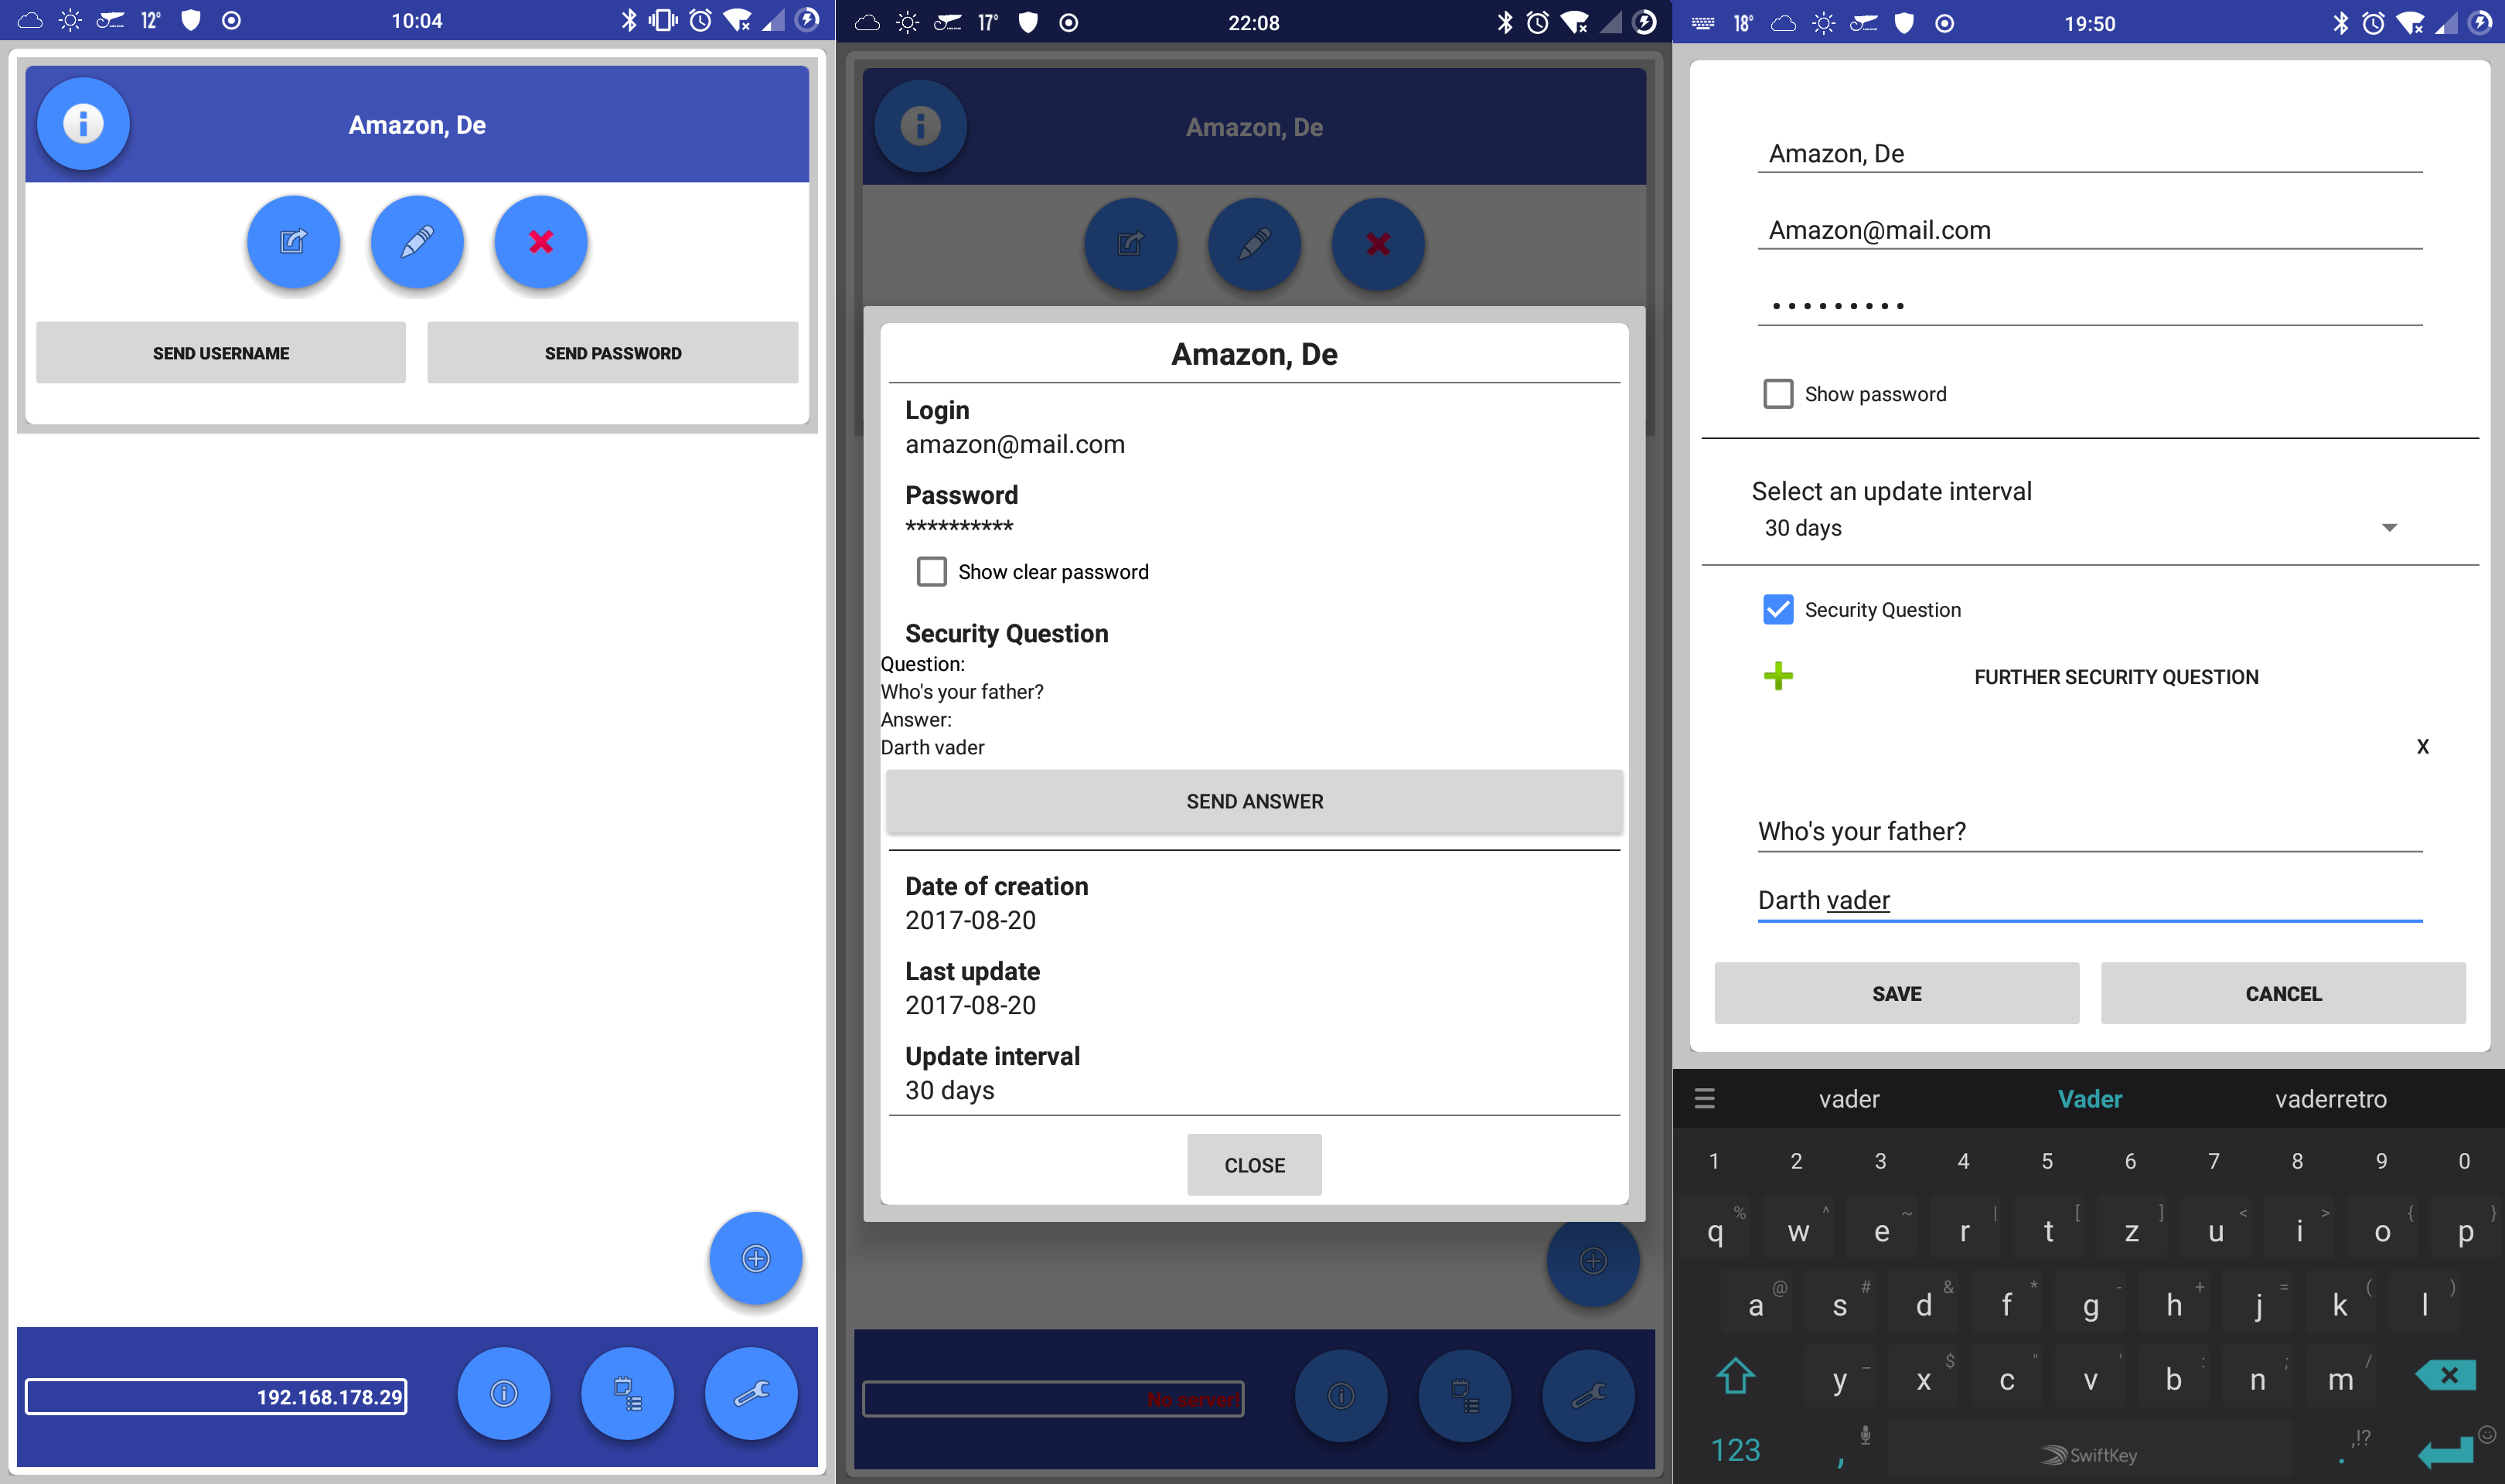 12° 10:04
Amazon, De
SEND USERNAME SEND PASSWORD
192.168.178.29
17° 22:08
Amazon, De
Amazon, De
Login
amazon@mail.com
Password
**********
Show clear password
Security Question
Question:
Who's your father?
Answer:
Darth vader
SEND ANSWER
Date of creation
2017-08-20
Last update
2017-08-20
Update interval
30 days
CLOSE
No server!
18° 19:50
Amazon, De
Amazon@mail.com
•••••••••
Show password
Select an update interval
30 days
Security Question
FURTHER SECURITY QUESTION
X
Who's your father?
Darth vader
SAVE CANCEL
vader Vader vaderretro
1 2 3 4 5 6 7 8 9 0
% ^ ~ | [ ] < > { }
q w e r t z u i o p
@ # & * - + = ( )
a s d f g h j k l
_ $ " ' : ; /
y x c v b n m
123 , SwiftKey . ,!?